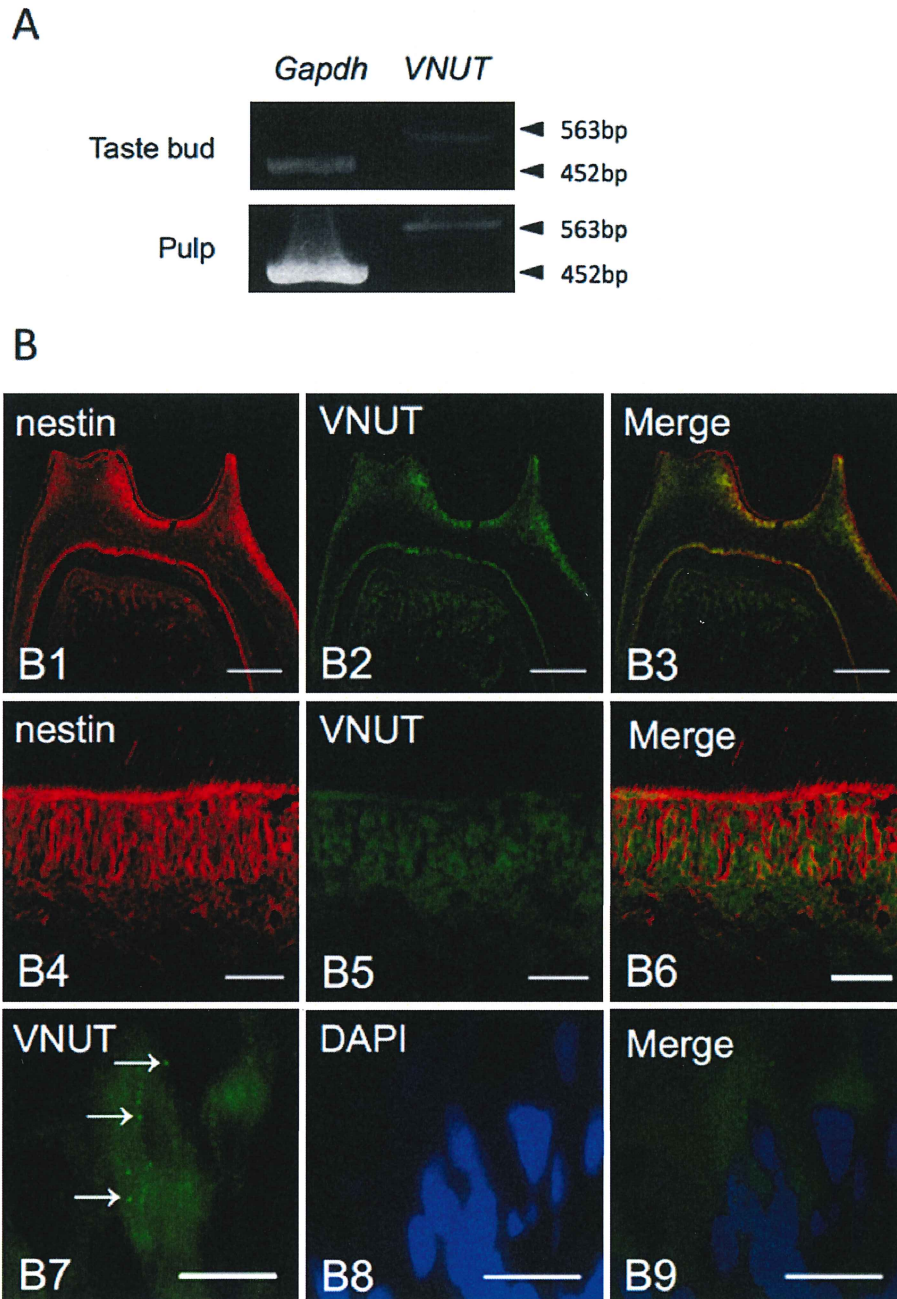 A
Gapdh VNUT
Taste bud
563bp
452bp
Pulp
563bp
452bp
B
nestin
VNUT
Merge
B1
B2
B3
nestin
VNUT
Merge
B4
B5
B6
VNUT
DAPI
Merge
B7
B8
B9